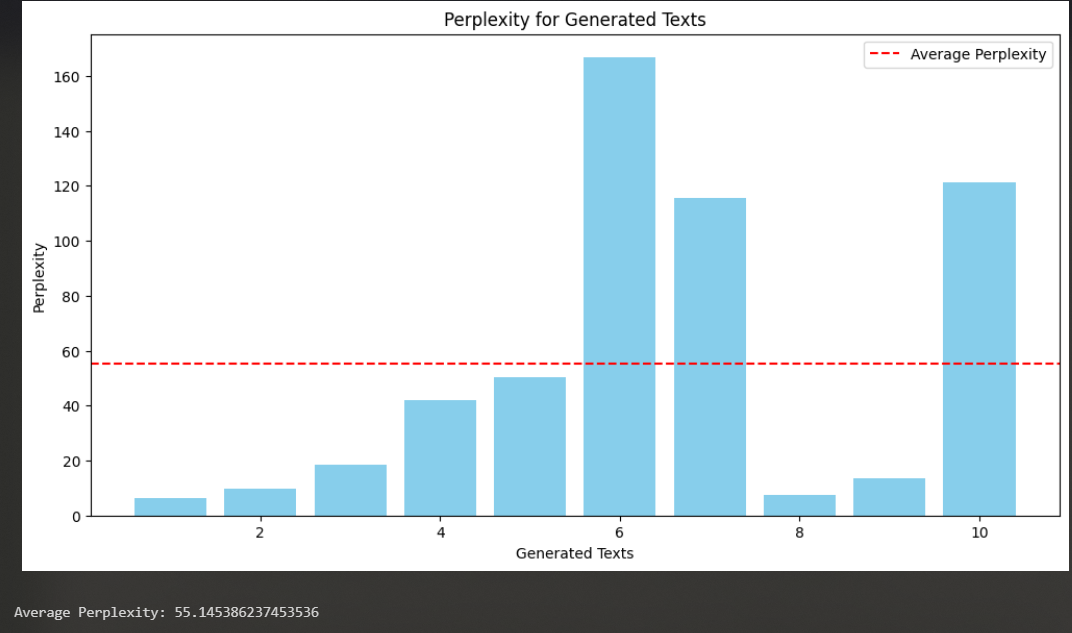 Perplexity for Generated Texts
Average Perplexity
160
140
120
100
80
60
40
20
0
Perplexity
2 4 6 8 10
Generated Texts
Average Perplexity: 55.145386237453536